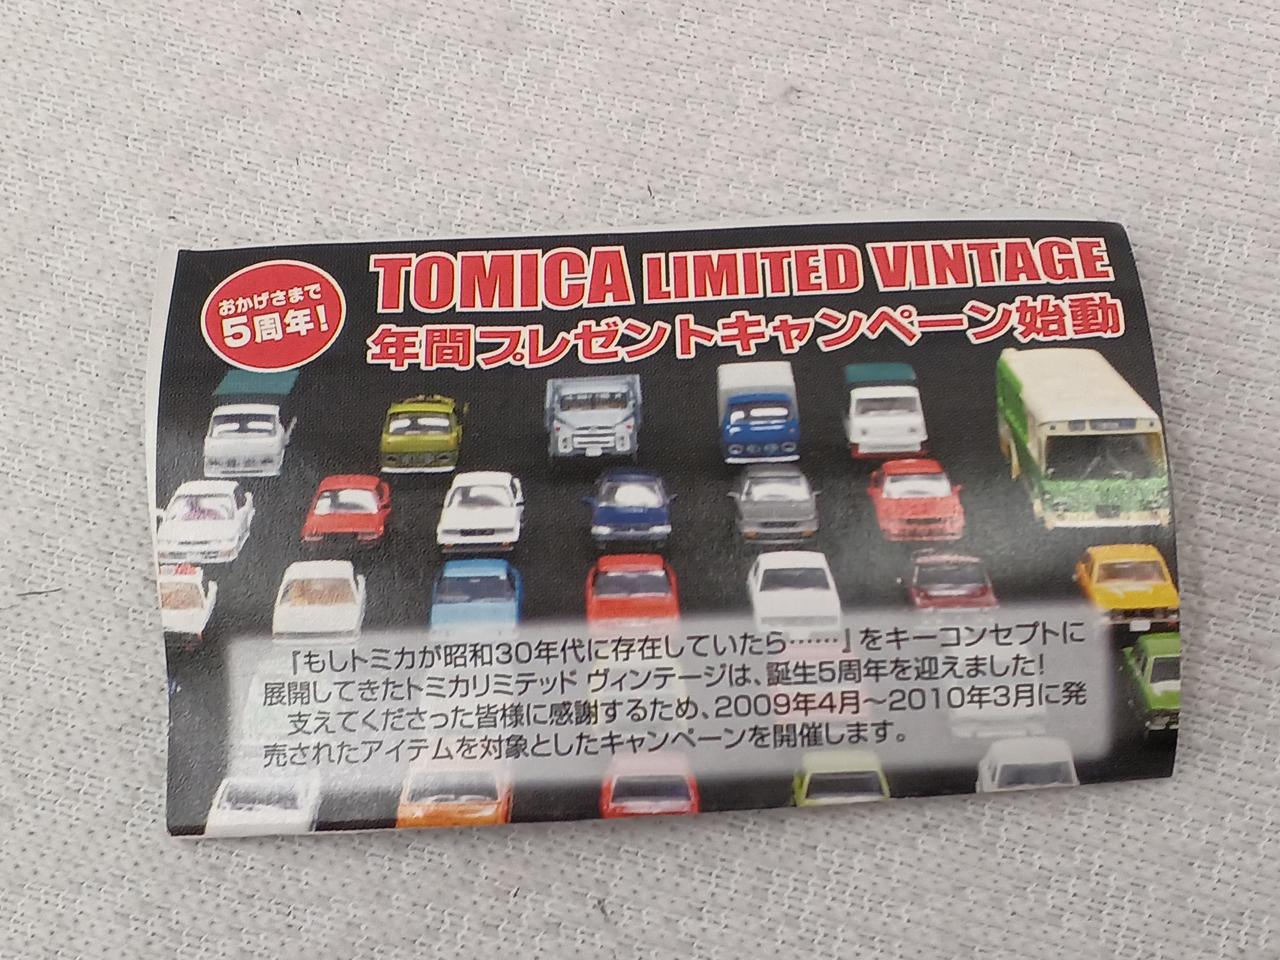 おかげさまで
5周年!
TOMICA LIMITED VINTAGE
年間プレゼントキャンペーン始動
『もしトミカが昭和30年代に存在していたら……』をキーコンセプトに
展開してきたトミカリミテッド ヴィンテージは、誕生5周年を迎えました!
支えてくださった皆様に感謝するため、2009年4月～2010年3月に発
売されたアイテムを対象としたキャンペーンを開催します。